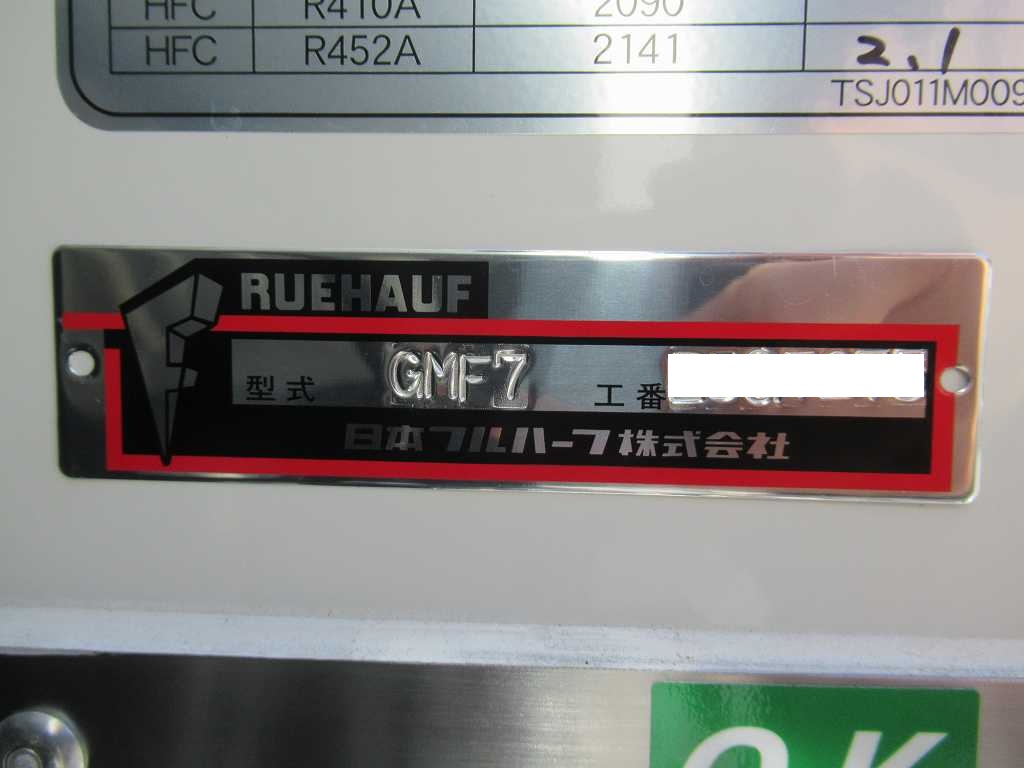 HFC R410A 2090
HFC R452A 2141 2.1
TSJ011M009
RUEHAUF
型式 GMF7 工番
日本フルハーフ株式会社
OK